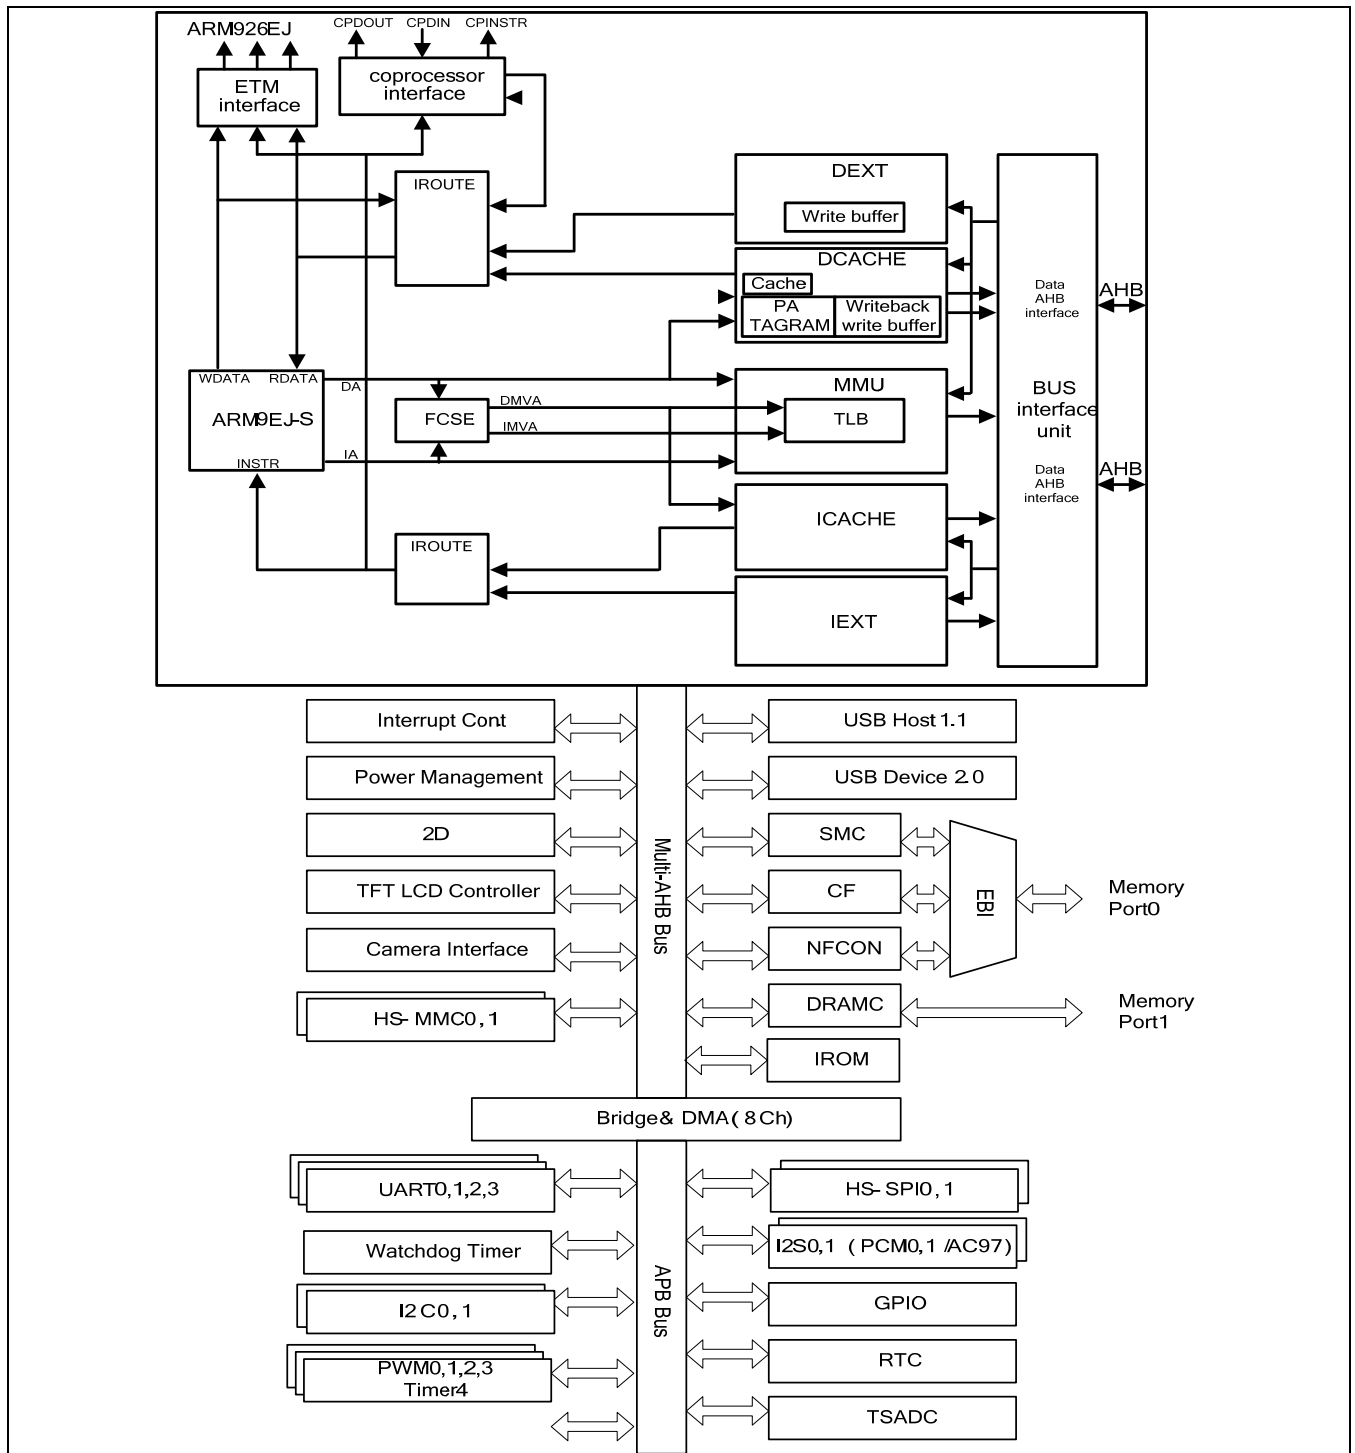 ARM926EJ
CPDOUT CPDIN CPINSTR
ETM
interface
coprocessor
interface
IROUTE
DEXT
Write buffer
DCACHE
Cache
PA
TAGRAM
Writeback
write buffer
Data
AHB
interface
AHB
WDATA RDATA
ARM9EJ-S
INSTR
DA
IA
FCSE
DMVA
IMVA
MMU
TLB
BUS
interface
unit
Data
AHB
interface
AHB
ICACHE
IROUTE
IEXT
Interrupt Cont.
USB Host 1.1
Power Management
USB Device 2.0
2D
SMC
TFT LCD Controller
CF
Camera Interface
NFCON
HS-MMC0,1
DRAMC
IROM
Multi-AHB Bus
EBI
Memory
Port0
Memory
Port1
Bridge& DMA( 8Ch)
UART0,1,2,3
HS-SPI0,1
Watchdog Timer
I2S0,1 ( PCM0,1 /AC97)
I2C0,1
GPIO
PWM0,1,2,3
Timer4
RTC
TSADC
APB Bus